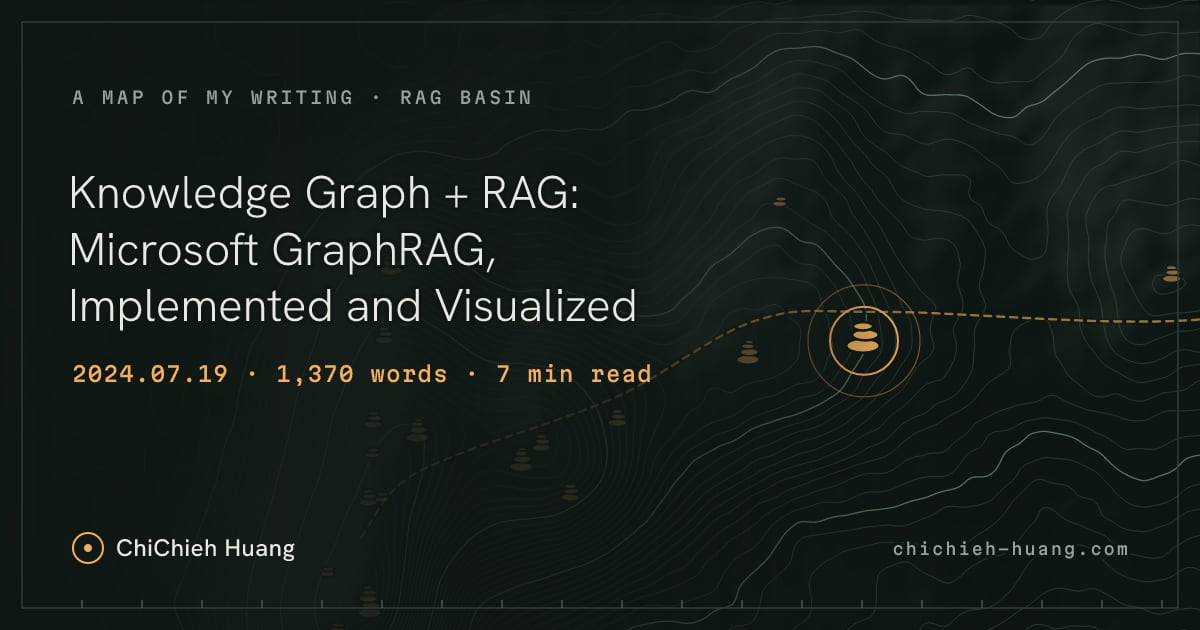 A MAP OF MY WRITING · RAG BASIN
Knowledge Graph + RAG:
Microsoft GraphRAG,
Implemented and Visualized
2024.07.19 · 1,370 words · 7 min read
ChiChieh Huang
chichieh-huang.com